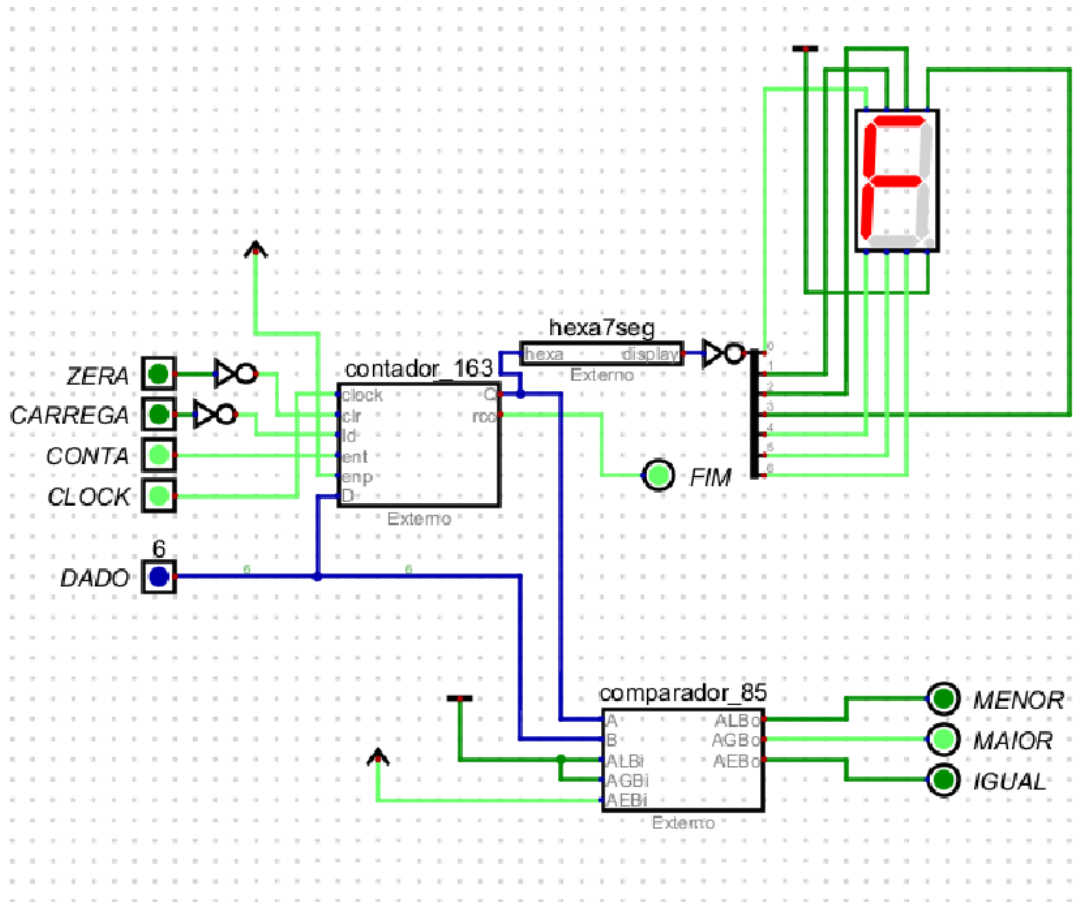 hexa7seg
hexa display
Externo
0
1
2
3
4
5
6
ZERA
CARREGA
CONTA
CLOCK
contador_163
clock Q
clr rco
ld
ent
enp
D
Externo
FIM
6
DADO
6 6
comparador_85
A ALBo
B AGBo
ALBi AEBo
AGBi
AEBi
Externo
MENOR
MAIOR
IGUAL